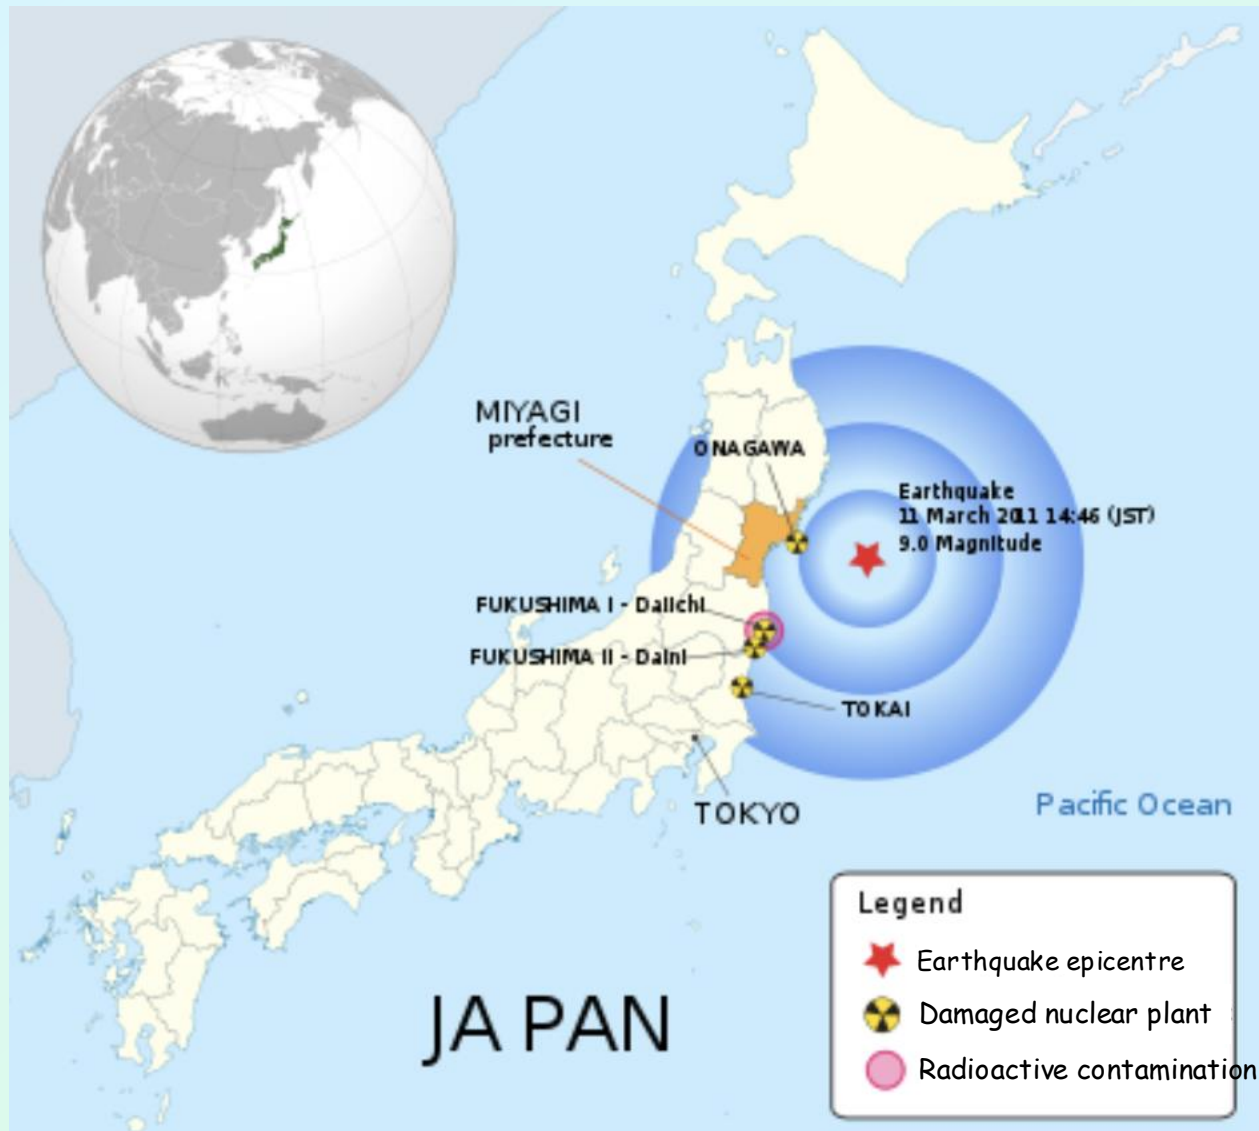 MIYAGI
prefecture
ONAGAWA
Earthquake
11 March 2011 14:46 (JST)
9.0 Magnitude
FUKUSHIMA I - Daiichi
FUKUSHIMA II - Daini
TOKAI
TOKYO
Pacific Ocean
JAPAN
Legend
Earthquake epicentre
Damaged nuclear plant
Radioactive contamination